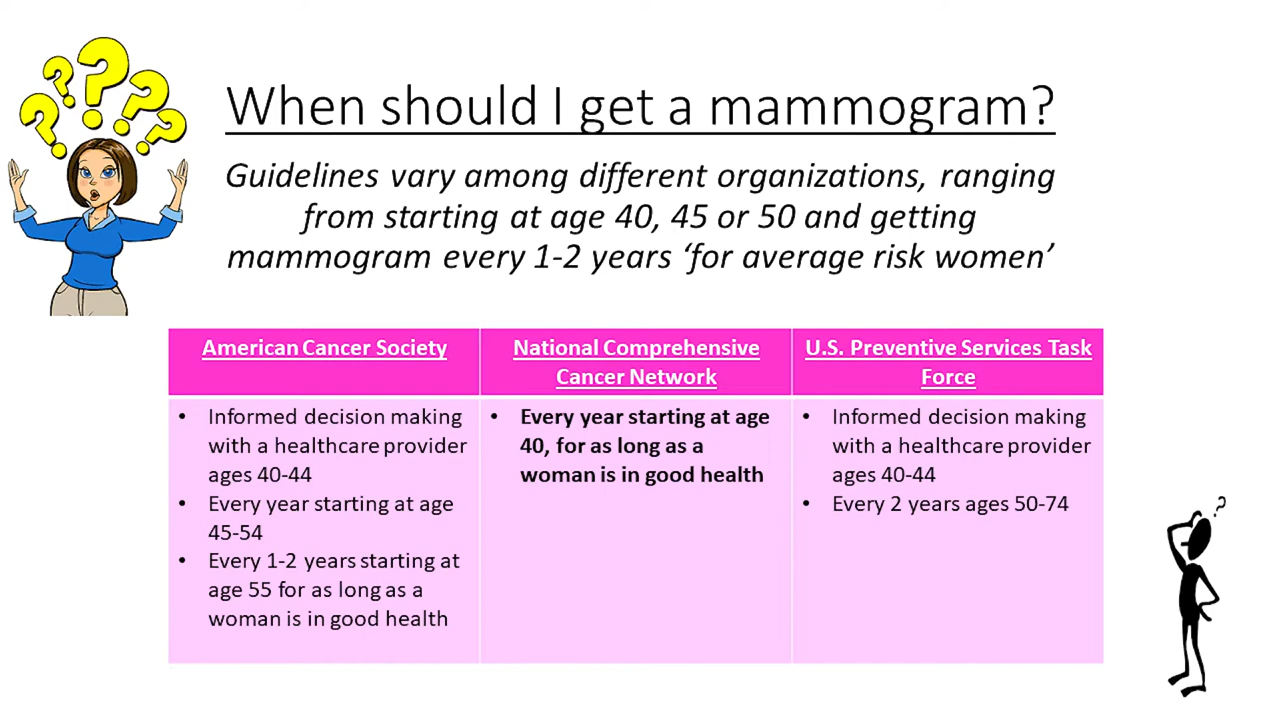 When should I get a mammogram?
Guidelines vary among different organizations, ranging
from starting at age 40, 45 or 50 and getting
mammogram every 1-2 years ‘for average risk women’
American Cancer Society
• Informed decision making
with a healthcare provider
ages 40-44
• Every year starting at age
45-54
• Every 1-2 years starting at
age 55 for as long as a
woman is in good health
National Comprehensive
Cancer Network
• Every year starting at age
40, for as long as a
woman is in good health
U.S. Preventive Services Task
Force
• Informed decision making
with a healthcare provider
ages 40-44
• Every 2 years ages 50-74